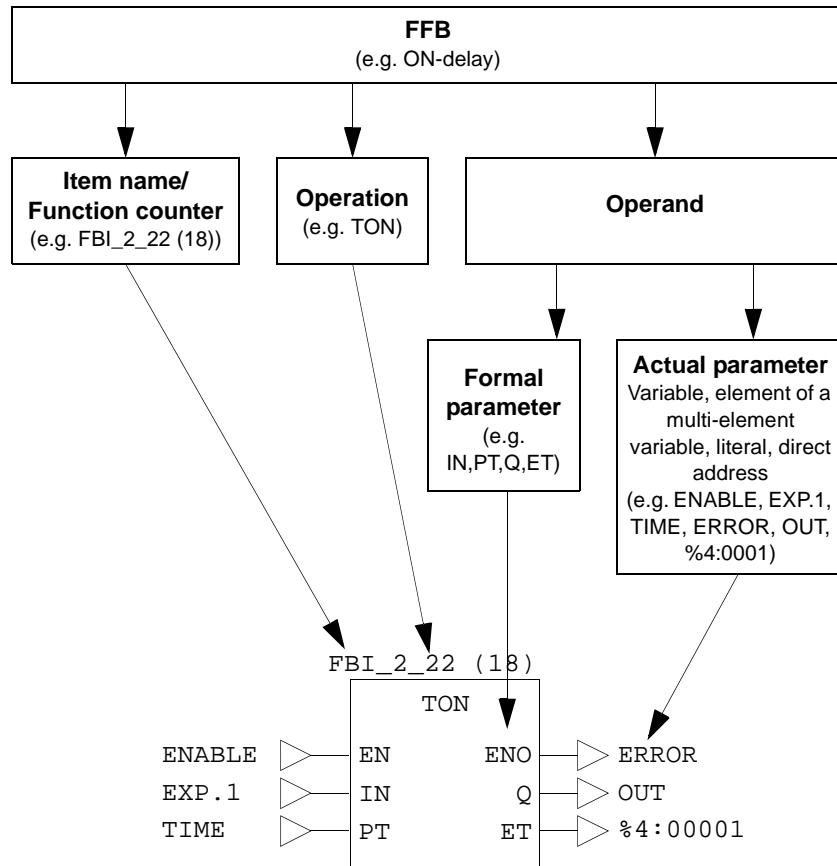 FFB
(e.g. ON-delay)
Item name/
Function counter
(e.g. FBI_2_22 (18))
Operation
(e.g. TON)
Operand
Formal
parameter
(e.g.
IN,PT,Q,ET)
Actual parameter
Variable, element of a
multi-element
variable, literal, direct
address
(e.g. ENABLE, EXP.1,
TIME, ERROR, OUT,
%4:0001)
FBI_2_22 (18)
TON
ENABLE EN ENO ERROR
EXP.1 IN Q OUT
TIME PT ET %4:00001